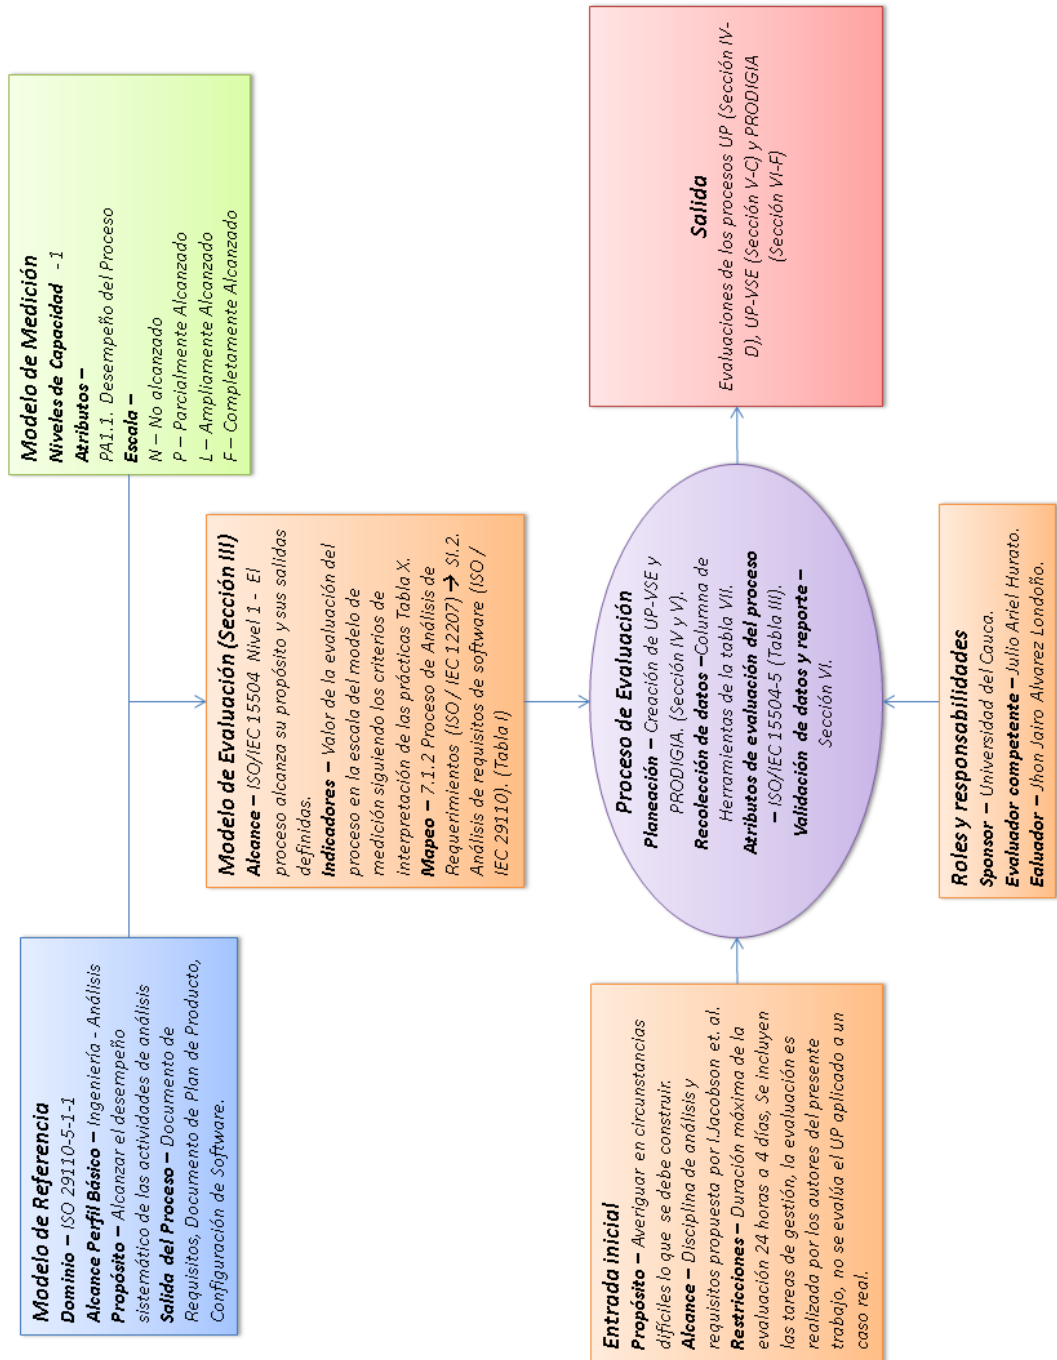 Modelo de Referencia
Dominio – ISO 29110-5-1-1
Alcance Perfil Básico – Ingeniería - Análisis
Propósito – Alcanzar el desempeño
sistemático de las actividades de análisis
Salida del Proceso – Documento de
Requisitos, Documento de Plan de Producto,
Configuración de Software.
Modelo de Medición
Niveles de Capacidad - 1
Atributos –
PA1.1. Desempeño del Proceso
Escala –
N – No alcanzado
P – Parcialmente Alcanzado
L – Ampliamente Alcanzado
F – Completamente Alcanzado
Modelo de Evaluación (Sección III)
Alcance – ISO/IEC 15504 Nivel 1 - El
proceso alcanza su propósito y sus salidas
definidas.
Indicadores – Valor de la evaluación del
proceso en la escala del modelo de
medición siguiendo los criterios de
interpretación de las prácticas Tabla X.
Mapeo – 7.1.2 Proceso de Análisis de
Requerimientos (ISO / IEC 12207) → SI.2.
Análisis de requisitos de software (ISO /
IEC 29110). (Tabla I)
Entrada inicial
Propósito – Averiguar en circunstancias
difíciles lo que se debe construir.
Alcance – Disciplina de análisis y
requisitos propuesta por I.Jacobson et. al.
Restricciones – Duración máxima de la
evaluación 24 horas a 4 días, Se incluyen
las tareas de gestión, la evaluación es
realizada por los autores del presente
trabajo, no se evalúa el UP aplicado a un
caso real.
Proceso de Evaluación
Planeación – Creación de UP-VSE y
PRODIGIA. (Sección IV y V).
Recolección de datos –Columna de
Herramientas de la tabla VII.
Atributos de evaluación del proceso
– ISO/IEC 15504-5 (Tabla III).
Validación de datos y reporte –
Sección VI.
Salida
Evaluaciones de los procesos UP (Sección IV-
D), UP-VSE (Sección V-C) y PRODIGIA
(Sección VI-F)
Roles y responsabilidades
Sponsor – Universidad del Cauca.
Evaluador competente – Julio Ariel Hurato.
Ealuador – Jhon Jairo Alvarez Londoño.